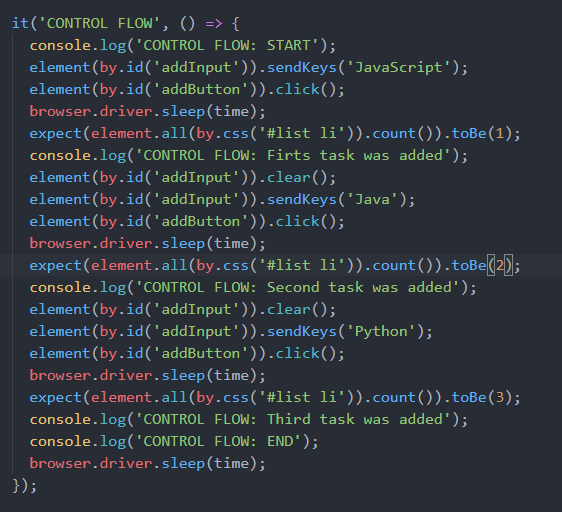 it('CONTROL FLOW', () => {
console.log('CONTROL FLOW: START');
element(by.id('addInput')).sendKeys('JavaScript');
element(by.id('addButton')).click();
browser.driver.sleep(time);
expect(element.all(by.css('#list li')).count()).toBe(1);
console.log('CONTROL FLOW: Firts task was added');
element(by.id('addInput')).clear();
element(by.id('addInput')).sendKeys('Java');
element(by.id('addButton')).click();
browser.driver.sleep(time);
expect(element.all(by.css('#list li')).count()).toBe(2);
console.log('CONTROL FLOW: Second task was added');
element(by.id('addInput')).clear();
element(by.id('addInput')).sendKeys('Python');
element(by.id('addButton')).click();
browser.driver.sleep(time);
expect(element.all(by.css('#list li')).count()).toBe(3);
console.log('CONTROL FLOW: Third task was added');
console.log('CONTROL FLOW: END');
browser.driver.sleep(time);
});